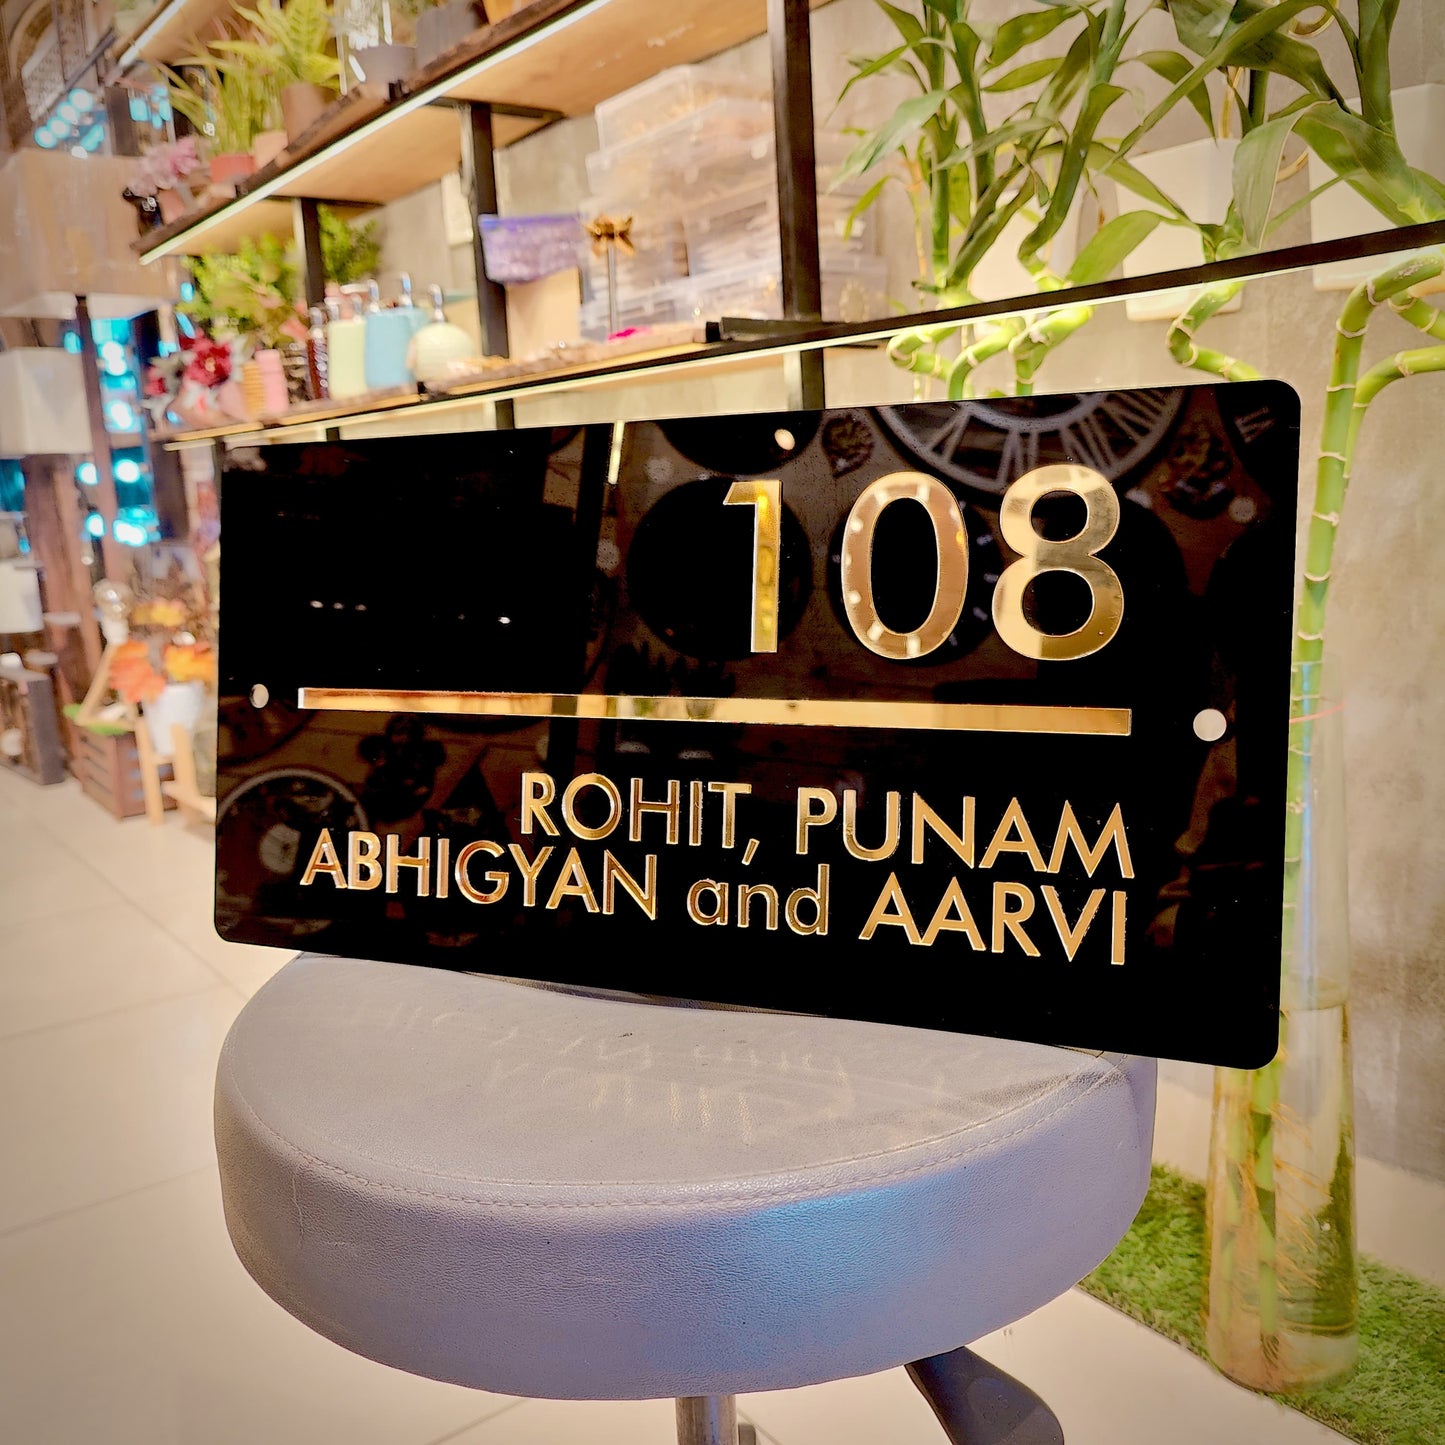 108
ROHIT, PUNAM
ABHIGYAN and AARVI